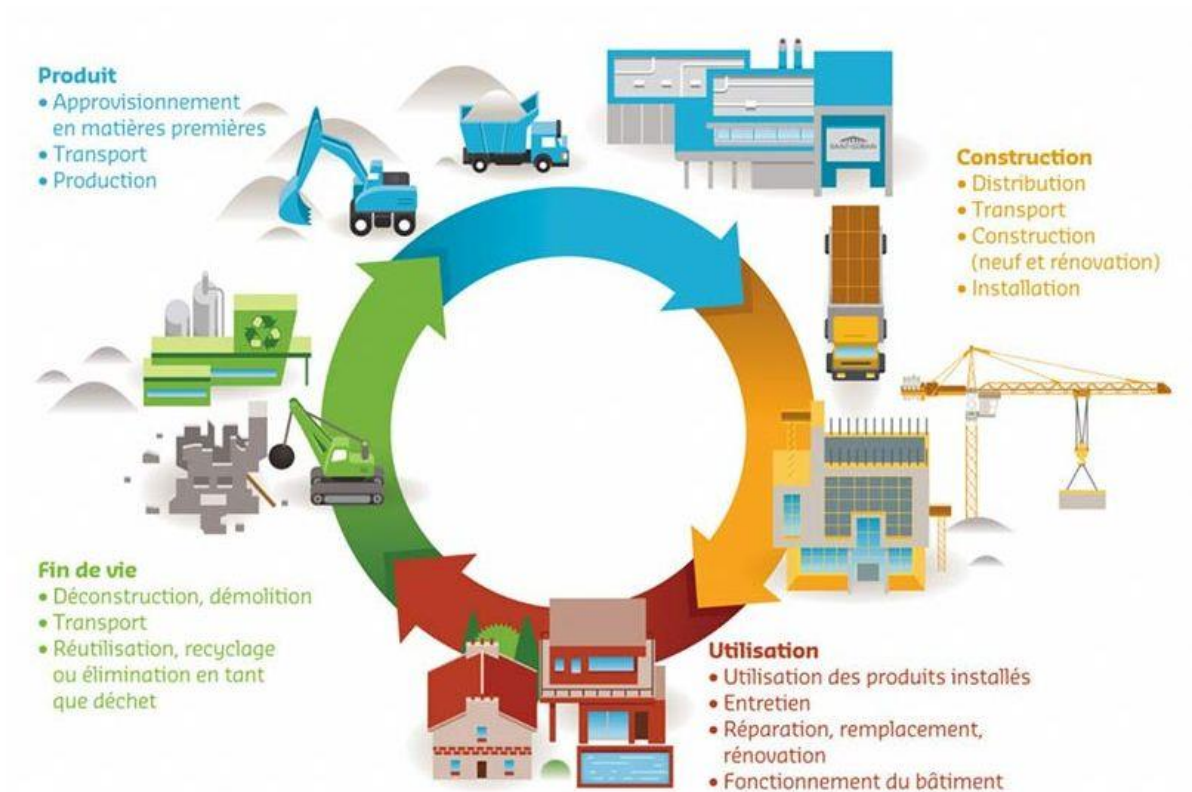 Produit
• Approvisionnement
en matières premières
• Transport
• Production
SAINT-GOBAIN
Construction
• Distribution
• Transport
• Construction
(neuf et rénovation)
• Installation
Fin de vie
• Déconstruction, démolition
• Transport
• Réutilisation, recyclage
ou élimination en tant
que déchet
Utilisation
• Utilisation des produits installés
• Entretien
• Réparation, remplacement,
rénovation
• Fonctionnement du bâtiment